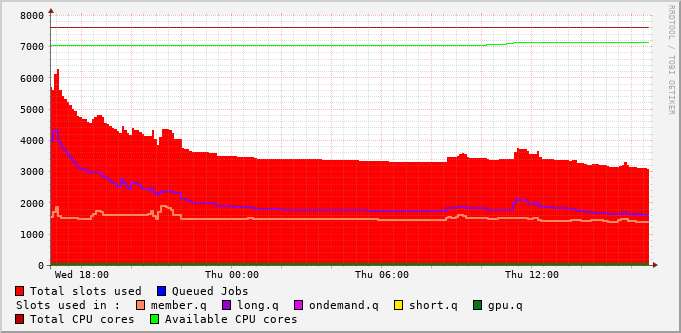 8000
7000
6000
5000
4000
3000
2000
1000
0
Wed 18:00 Thu 00:00 Thu 06:00 Thu 12:00
RRDTOOL / TOBI OETIKER
Total slots used Queued Jobs
Slots used in : member.q long.q ondemand.q short.q gpu.q
Total CPU cores Available CPU cores